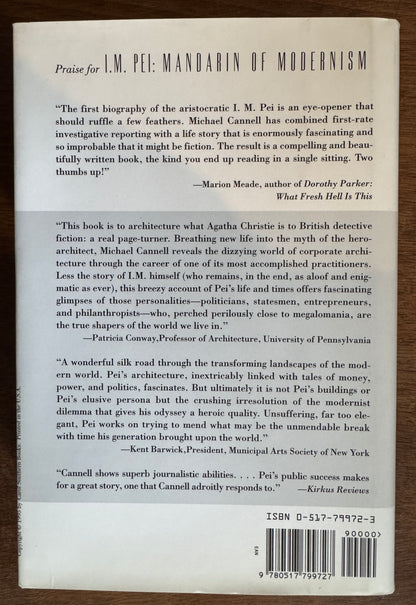 Praise for I.M. PEI: MANDARIN OF MODERNISM
“The first biography of the aristocratic I. M. Pei is an eye-opener that
should ruffle a few feathers. Michael Cannell has combined first-rate
investigative reporting with a life story that is enormously fascinating and
so improbable that it might be fiction. The result is a compelling and beau-
tifully written book, the kind you end up reading in a single sitting. Two
thumbs up!”
—Marion Meade, author of Dorothy Parker:
What Fresh Hell Is This
“This book is to architecture what Agatha Christie is to British detective
fiction: a real page-turner. Breathing new life into the myth of the hero-
architect, Michael Cannell reveals the dizzying world of corporate archi-
tecture through the career of one of its most accomplished practitioners.
Less the story of I.M. himself (who remains, in the end, as aloof and enig-
matic as ever), this breezy account of Pei’s life and times offers fascinating
glimpses of those personalities—politicians, statesmen, entrepreneurs,
and philanthropists—who, perched perilously close to megalomania, are
the true shapers of the world we live in.”
—Patricia Conway,Professor of Architecture, University of Pennsylvania
“A wonderful silk road through the transforming landscapes of the mod-
ern world. Pei’s architecture, inextricably linked with tales of money,
power, and politics, fascinates. But ultimately it is not Pei’s buildings or
Pei’s elusive persona but the crushing irresolution of the modernist
dilemma that gives his odyssey a heroic quality. Unsuffering, far too ele-
gant, Pei works on trying to mend what may be the unmendable break
with time his generation brought upon the world.”
—Kent Barwick,President, Municipal Arts Society of New York
“Cannell shows superb journalistic abilities. . . . Pei’s public success makes
for a great story, one that Cannell adroitly responds to.” —Kirkus Reviews
ISBN 0-517-79972-3
90000>
EAN
9 780517 799727